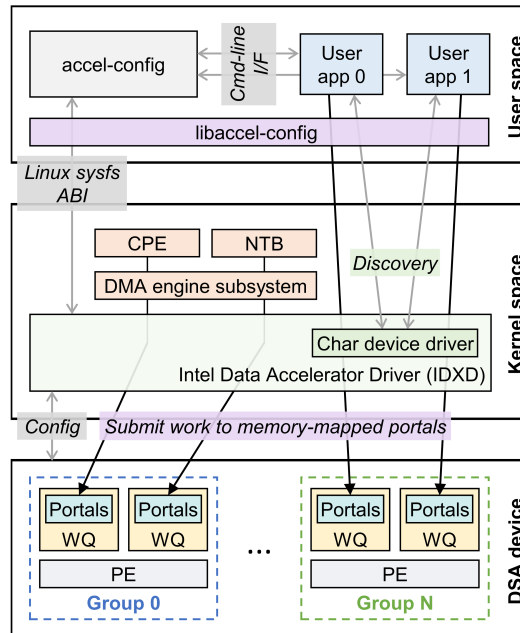 accel-config
Cmd-line
I/F
User
app 0
User
app 1
User space
libaccel-config
Linux sysfs
ABI
CPE
NTB
DMA engine subsystem
Discovery
Char device driver
Intel Data Accelerator Driver (IDXD)
Kernel space
Config
Submit work to memory-mapped portals
Portals
WQ
Portals
WQ
PE
Group 0
...
Portals
WQ
Portals
WQ
PE
Group N
DSA device